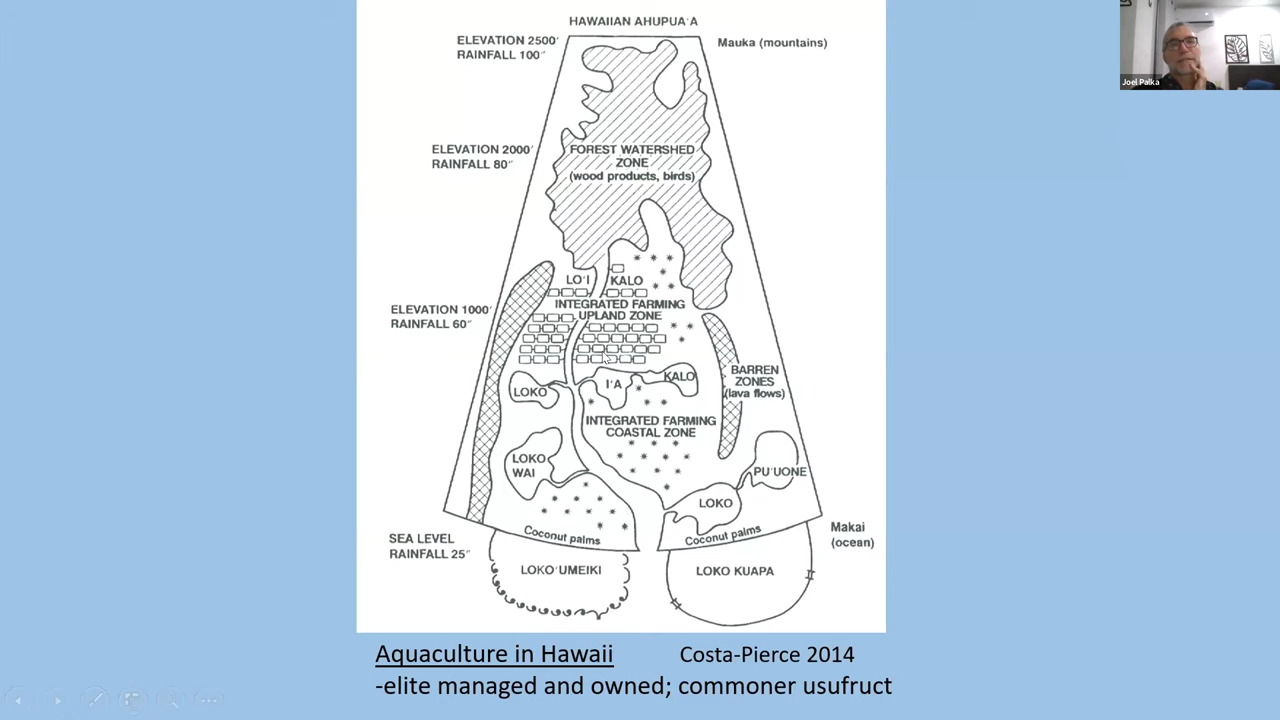 HAWAIIAN AHUPUA'A
ELEVATION 2500'
RAINFALL 100"
Mauka (mountains)
Joel Palka
ELEVATION 2000'
RAINFALL 80"
FOREST WATERSHED
ZONE
(wood products, birds)
LO'I
KALO
ELEVATION 1000'
RAINFALL 60"
INTEGRATED FARMING
UPLAND ZONE
LOKO
I'A
KALO
BARREN
ZONES
(lava flows)
INTEGRATED FARMING
COASTAL ZONE
LOKO
WAI
PU'UONE
LOKO
SEA LEVEL
RAINFALL 25"
Coconut palms
Coconut palms
Makai
(ocean)
LOKO'UMEIKI
LOKO KUAPA
Aquaculture in Hawaii
Costa-Pierce 2014
-elite managed and owned; commoner usufruct